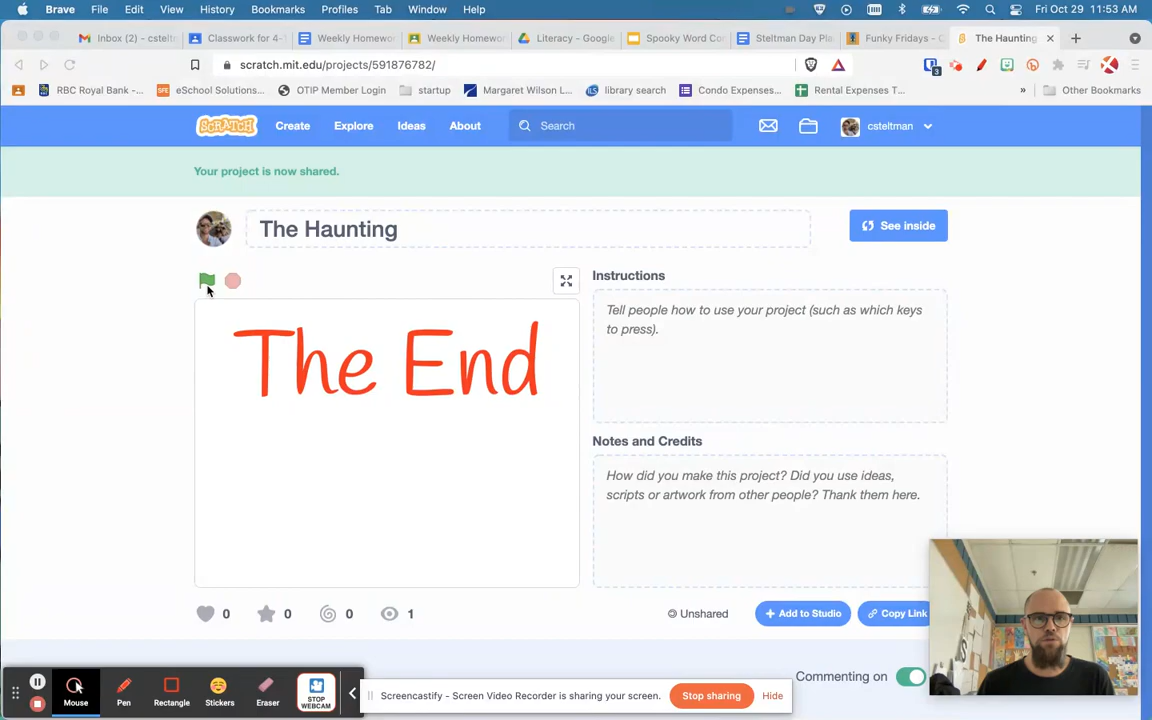 Brave File Edit View History Bookmarks Profiles Tab Window Help Fri Oct 29 11:53 AM
Inbox (2) - cstelt Classwork for 4- Weekly Homewor Weekly Homewor Literacy - Google Spooky Word Co Steltman Day Pla Funky Fridays - C The Haunting
scratch.mit.edu/projects/591876782/
3
RBC Royal Bank -... eSchool Solutions... OTIP Member Login startup Margaret Wilson L... library search Condo Expenses... Rental Expenses T... » Other Bookmarks
SCRATCH Create Explore Ideas About Search csteltman
Your project is now shared.
The Haunting
See inside
Instructions
Tell people how to use your project (such as which keys
to press).
The End
Notes and Credits
How did you make this project? Did you use ideas,
scripts or artwork from other people? Thank them here.
0 0 0 1 Unshared Add to Studio Copy Link
Commenting on
Mouse Pen Rectangle Stickers Eraser STOP WEBCAM
Screencastify - Screen Video Recorder is sharing your screen. Stop sharing Hide